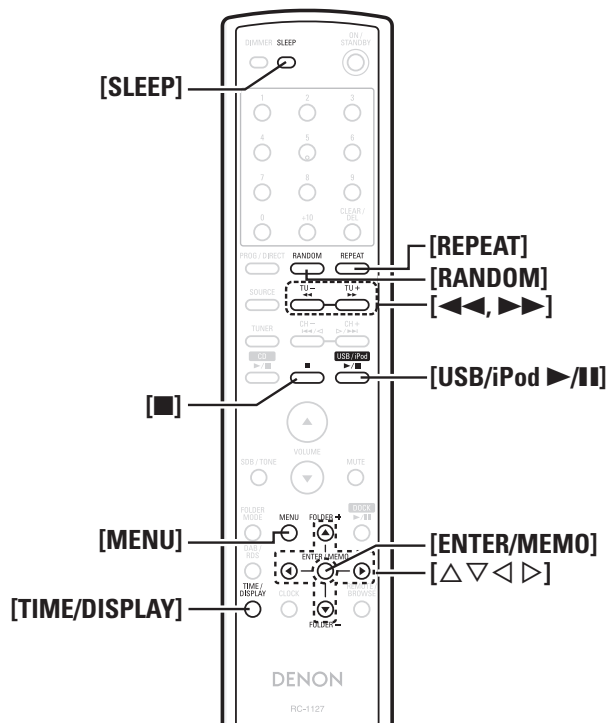 DIMMER SLEEP ON / STANDBY
[SLEEP]
1 2 3
4 5 6
7 8 9
0 +10 CLEAR / DEL
PROG / DIRECT RANDOM REPEAT
[REPEAT]
[RANDOM]
SOURCE TU − ◄◄ TU + ►►
[◄◄, ►►]
TUNER CH − CH +
CD ►/■ ■ USB / iPod ►/■
[■]
[USB/iPod ►/❚❚]
VOLUME
SDB / TONE MUTE
FOLDER MODE MENU FOLDER + DOCK ►/❚❚
[MENU]
[ENTER/MEMO]
DAB / RDS ENTER / MEMO
[△ ▽ ◁ ▷]
TIME / DISPLAY CLOCK BROWSE
[TIME/DISPLAY]
FOLDER −
DENON
RC-1127